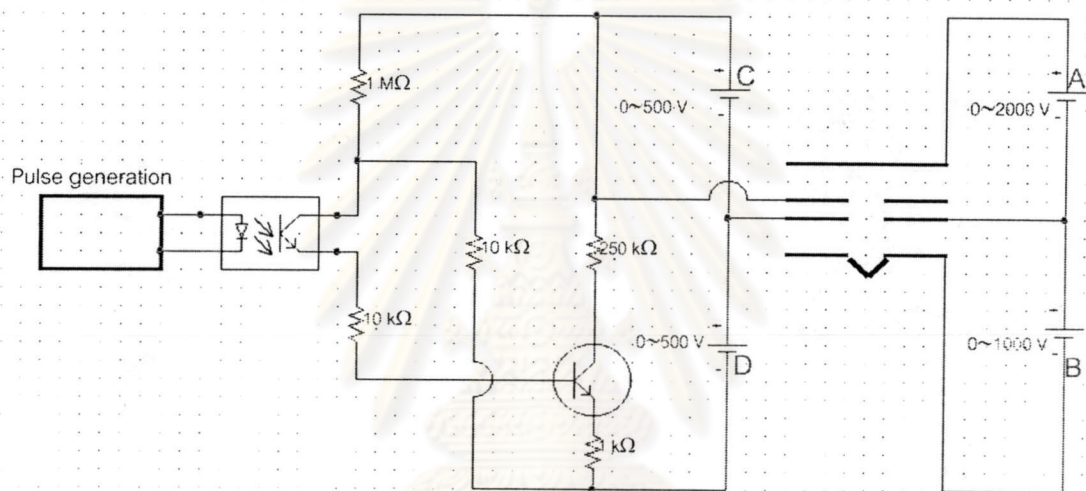 1 MΩ
+ C
0~500 V
-
+ A
0~2000 V
-
Pulse generation
10 kΩ
250 kΩ
10 kΩ
+
0~500 V
- D
+
0~1000 V
- B
1 kΩ